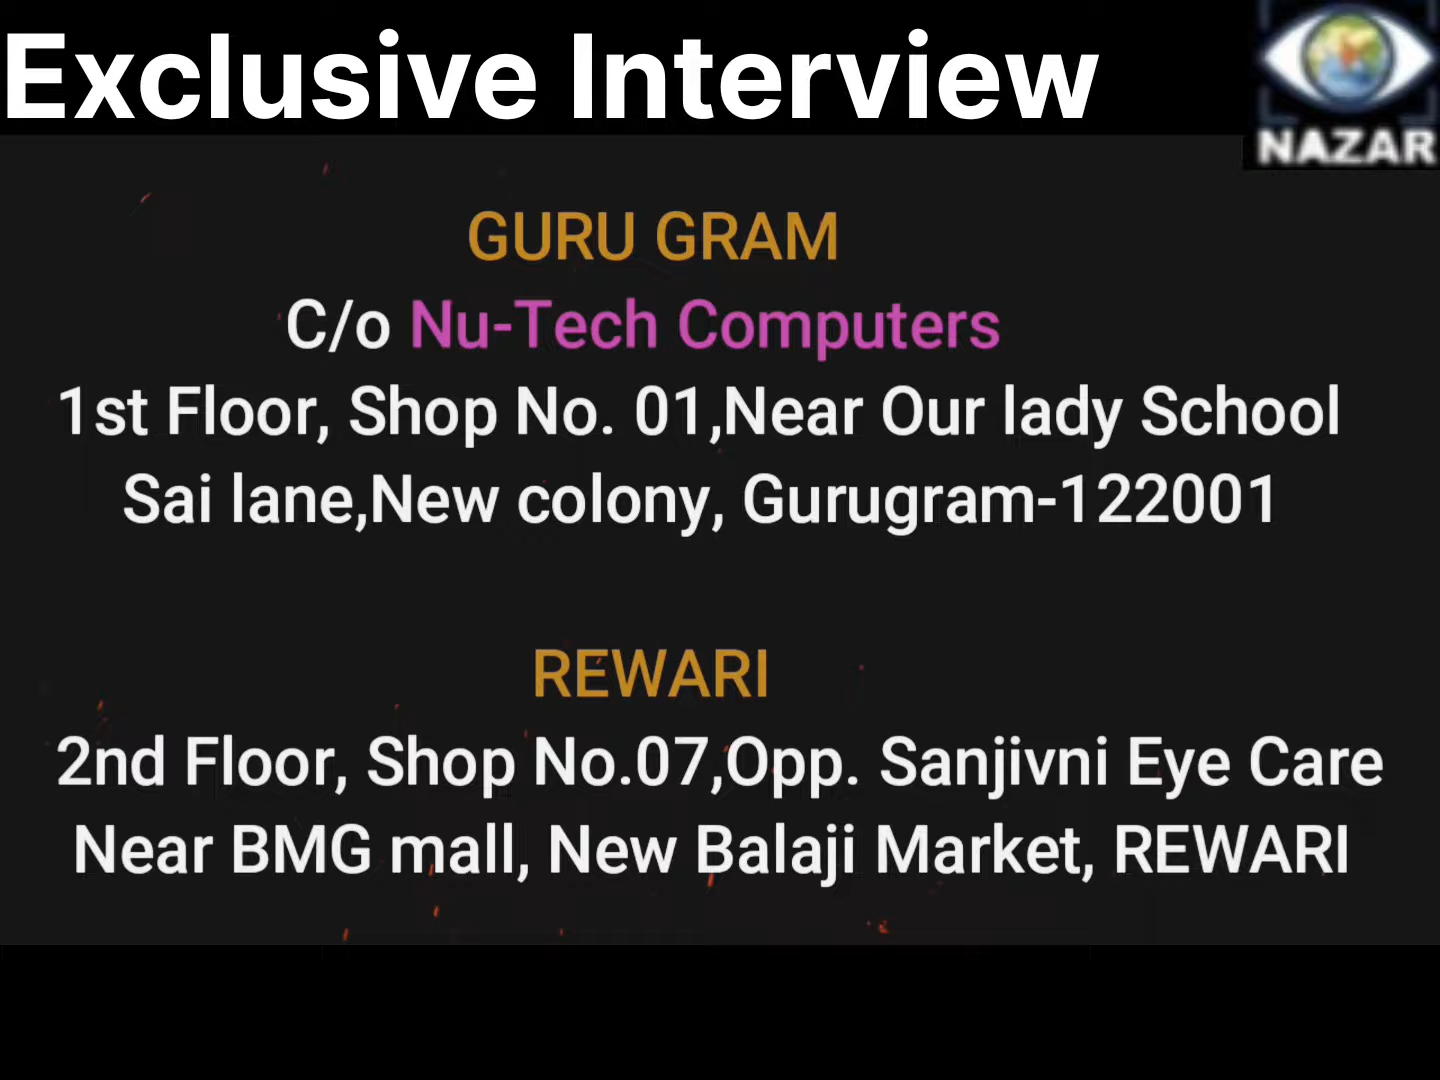 Exclusive Interview
NAZAR
GURU GRAM
C/o Nu-Tech Computers
1st Floor, Shop No. 01,Near Our lady School
Sai lane,New colony, Gurugram-122001
REWARI
2nd Floor, Shop No.07,Opp. Sanjivni Eye Care
Near BMG mall, New Balaji Market, REWARI